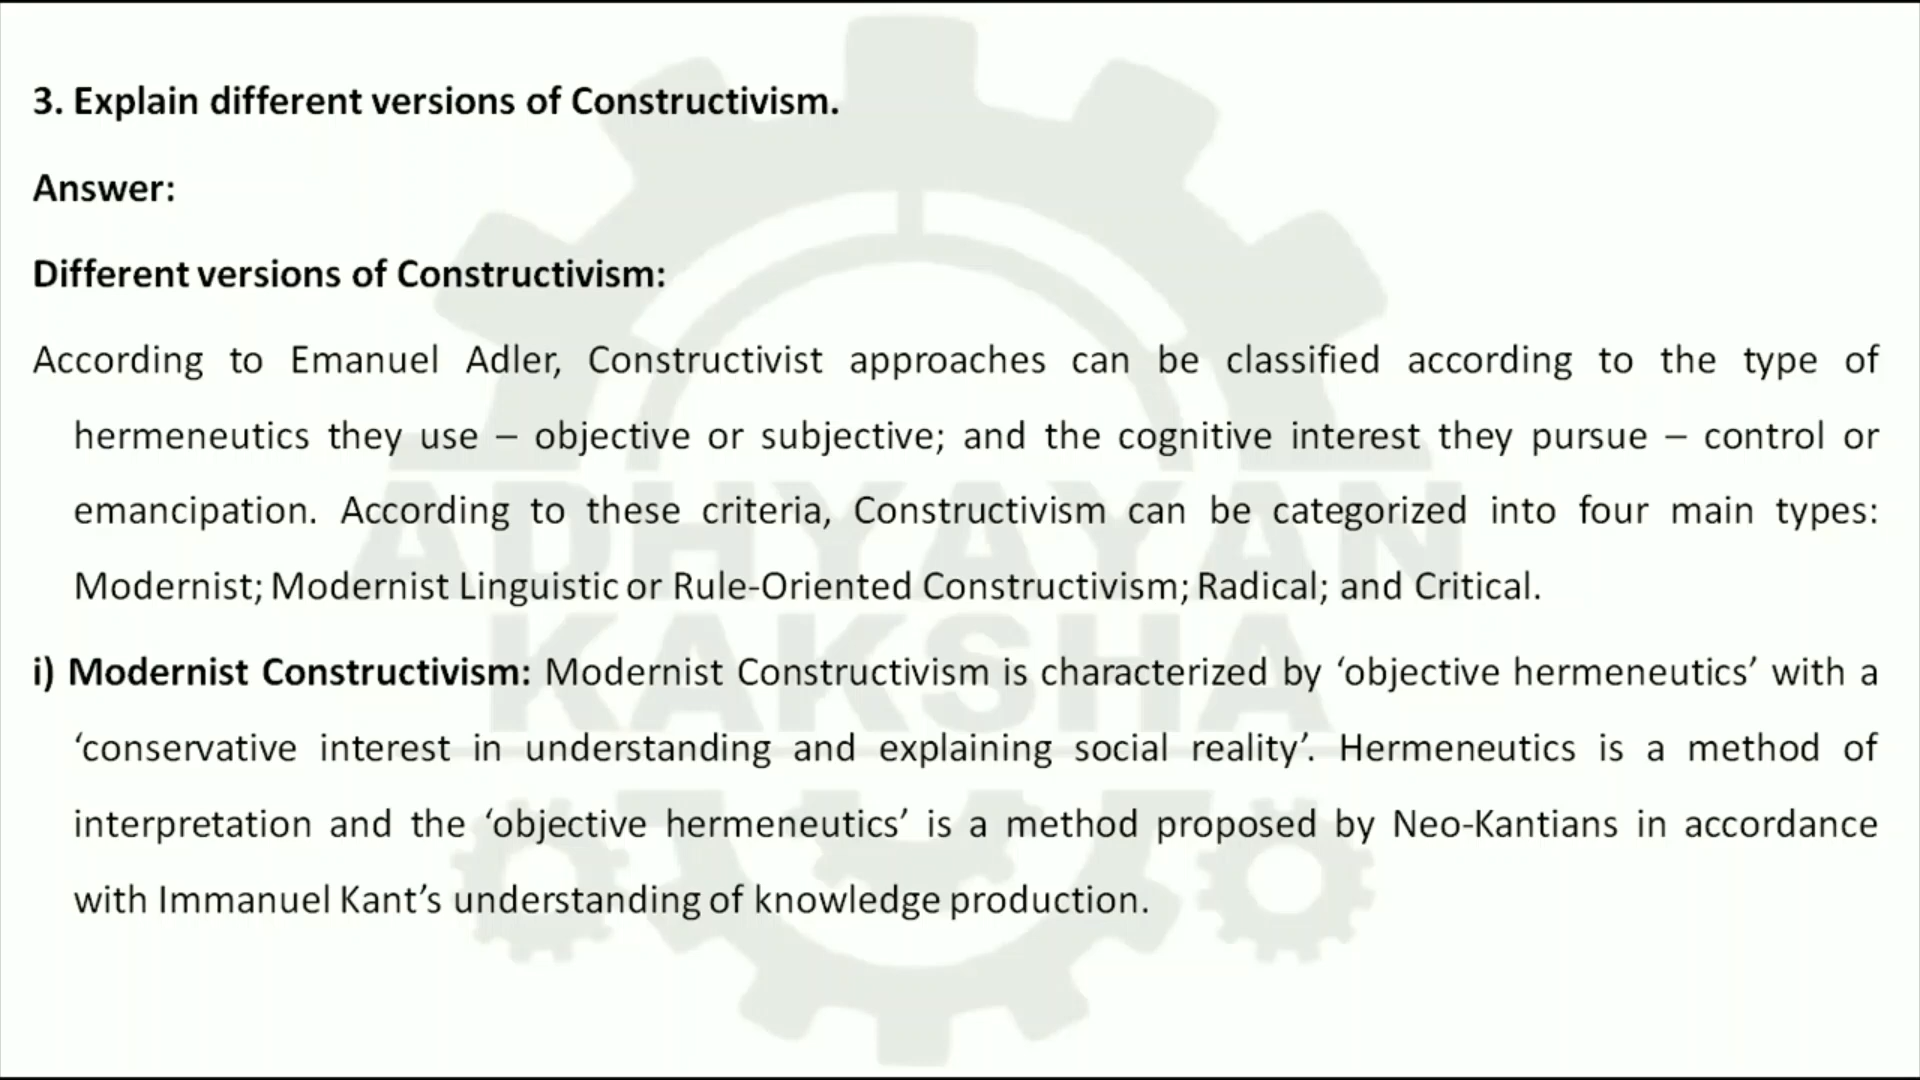 3. Explain different versions of Constructivism.
Answer:
Different versions of Constructivism:
According to Emanuel Adler, Constructivist approaches can be classified according to the type of
hermeneutics they use – objective or subjective; and the cognitive interest they pursue – control or
emancipation. According to these criteria, Constructivism can be categorized into four main types:
Modernist; Modernist Linguistic or Rule-Oriented Constructivism; Radical; and Critical.
i) Modernist Constructivism: Modernist Constructivism is characterized by ‘objective hermeneutics’ with a
‘conservative interest in understanding and explaining social reality’. Hermeneutics is a method of
interpretation and the ‘objective hermeneutics’ is a method proposed by Neo-Kantians in accordance
with Immanuel Kant’s understanding of knowledge production.
ADHYAYAN
KAKSHA